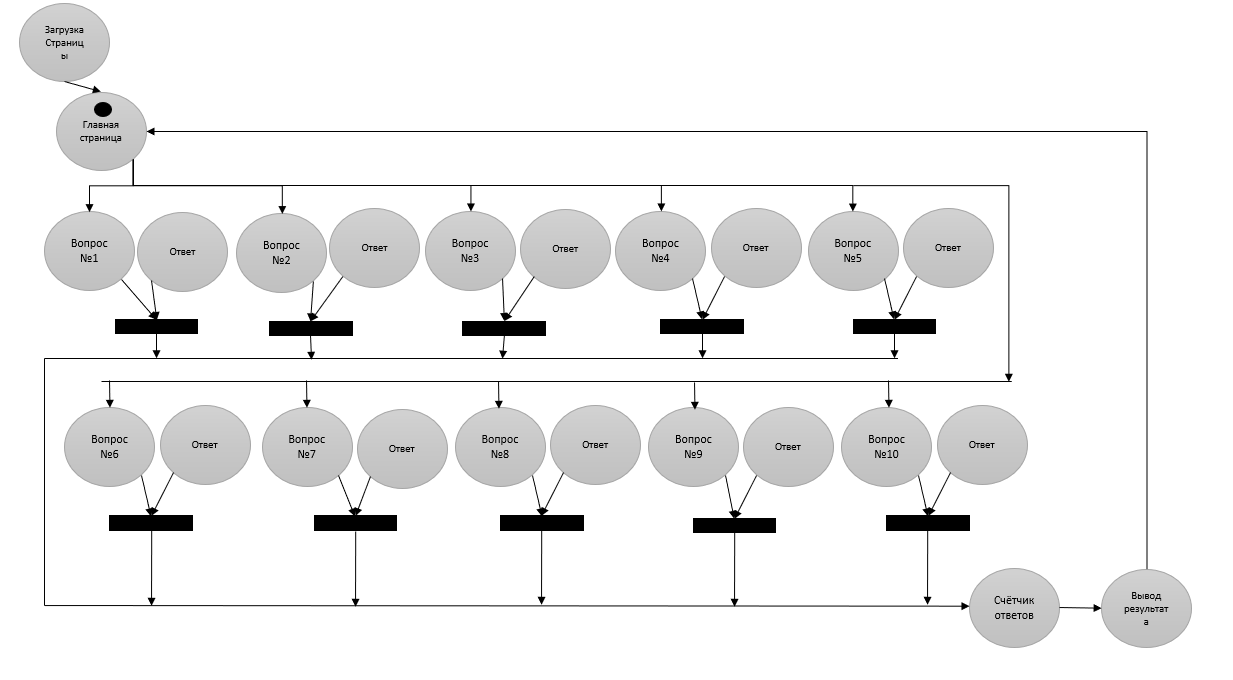 Загрузка
Страниц
ы
Главная
страница
Вопрос
№1
Ответ
Вопрос
№2
Ответ
Вопрос
№3
Ответ
Вопрос
№4
Ответ
Вопрос
№5
Ответ
Вопрос
№6
Ответ
Вопрос
№7
Ответ
Вопрос
№8
Ответ
Вопрос
№9
Ответ
Вопрос
№10
Ответ
Счётчик
ответов
Вывод
результат
а